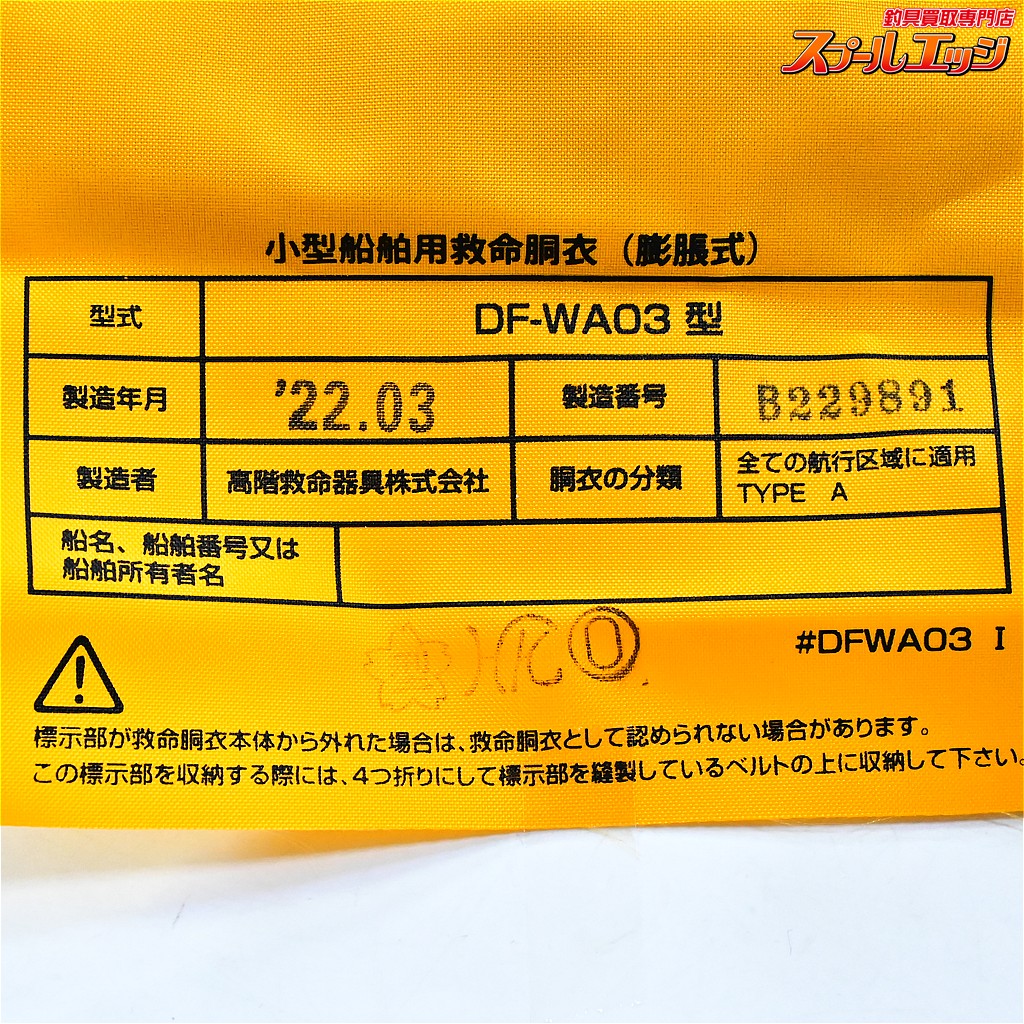 釣具買取専門店
スプールエッジ
小型船舶用救命胴衣（膨脹式）
型式 DF-WA03 型
製造年月 '22.03 製造番号 B229891
製造者 高階救命器具株式会社 胴衣の分類 全ての航行区域に適用
TYPE A
船名、船舶番号又は
船舶所有者名
#DFWA03 I
標示部が救命胴衣本体から外れた場合は、救命胴衣として認められない場合があります。
この標示部を収納する際には、4つ折りにして標示部を縫製しているベルトの上に収納して下さい。